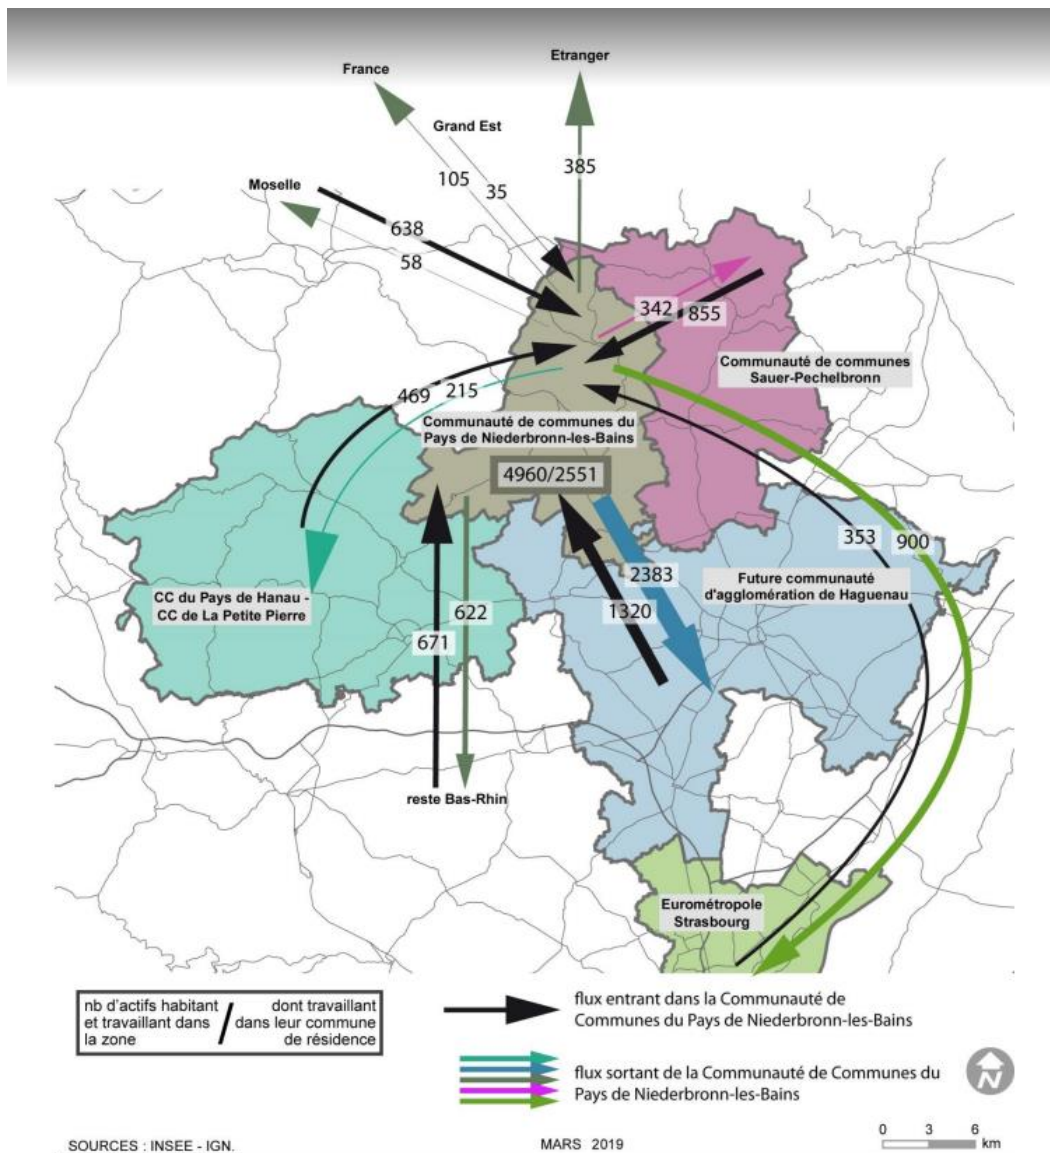 Etranger
France
Grand Est
385
105
35
Moselle
638
58
342
855
Communauté de communes
Sauer-Pechelbronn
469
215
Communauté de communes du
Pays de Niederbronn-les-Bains
4960/2551
353
900
2383
Future communauté
d'agglomération de Haguenau
CC du Pays de Hanau -
CC de La Petite Pierre
622
1320
671
reste Bas-Rhin
Eurométropole
Strasbourg
nb d'actifs habitant
et travaillant dans
la zone
/
dont travaillant
dans leur commune
de résidence
flux entrant dans la Communauté de
Communes du Pays de Niederbronn-les-Bains
flux sortant de la Communauté de Communes du
Pays de Niederbronn-les-Bains
N
SOURCES : INSEE - IGN.
MARS 2019
0 3 6
km